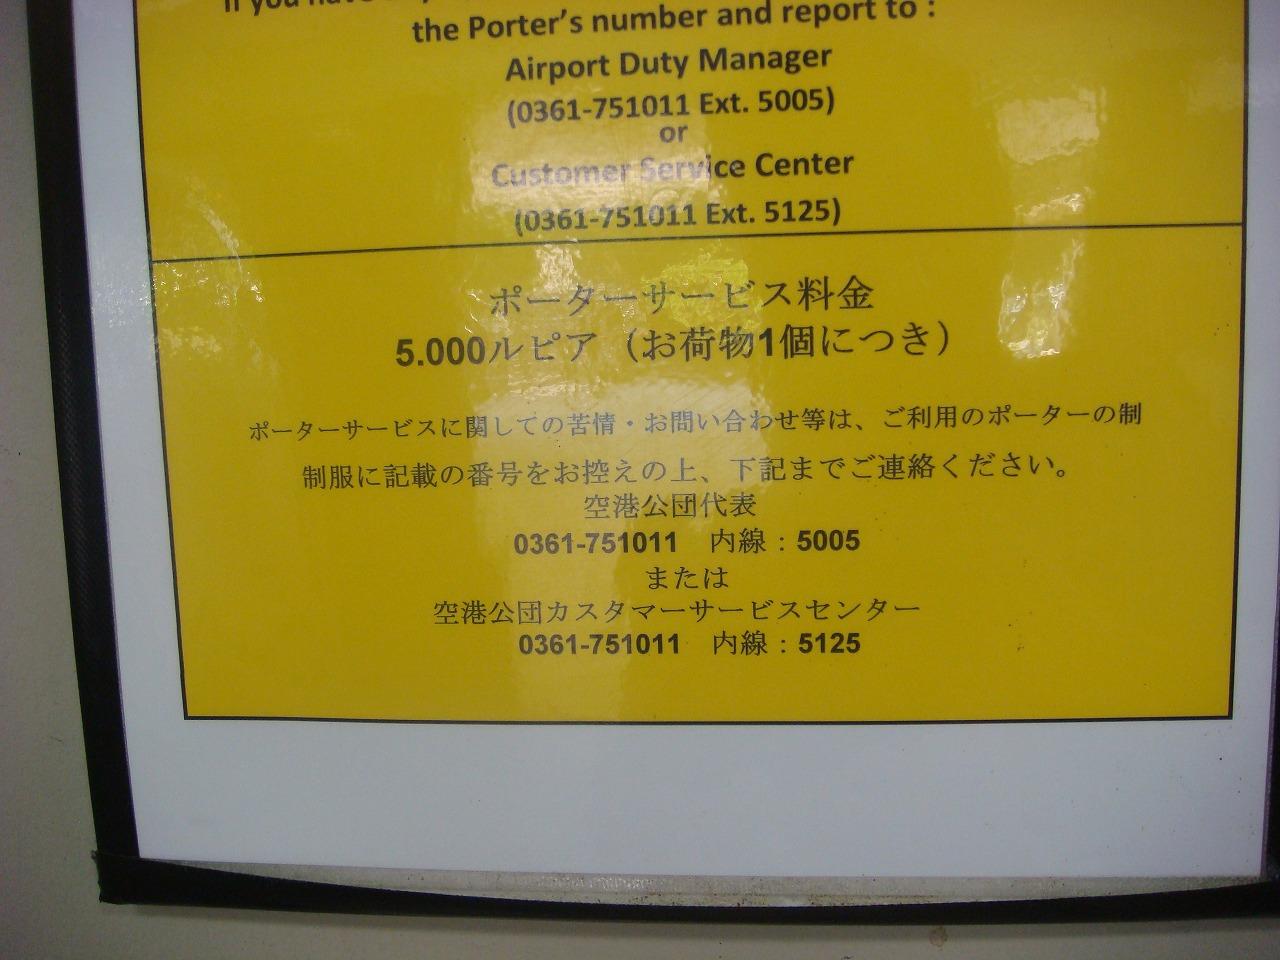 If you have
the Porter's number and report to :
Airport Duty Manager
(0361-751011 Ext. 5005)
or
Customer Service Center
(0361-751011 Ext. 5125)
ポーターサービス料金
5.000ルピア（お荷物1個につき）
ポーターサービスに関しての苦情・お問い合わせ等は、ご利用のポーターの制
制服に記載の番号をお控えの上、下記までご連絡ください。
空港公団代表
0361-751011　内線：5005
または
空港公団カスタマーサービスセンター
0361-751011　内線：5125